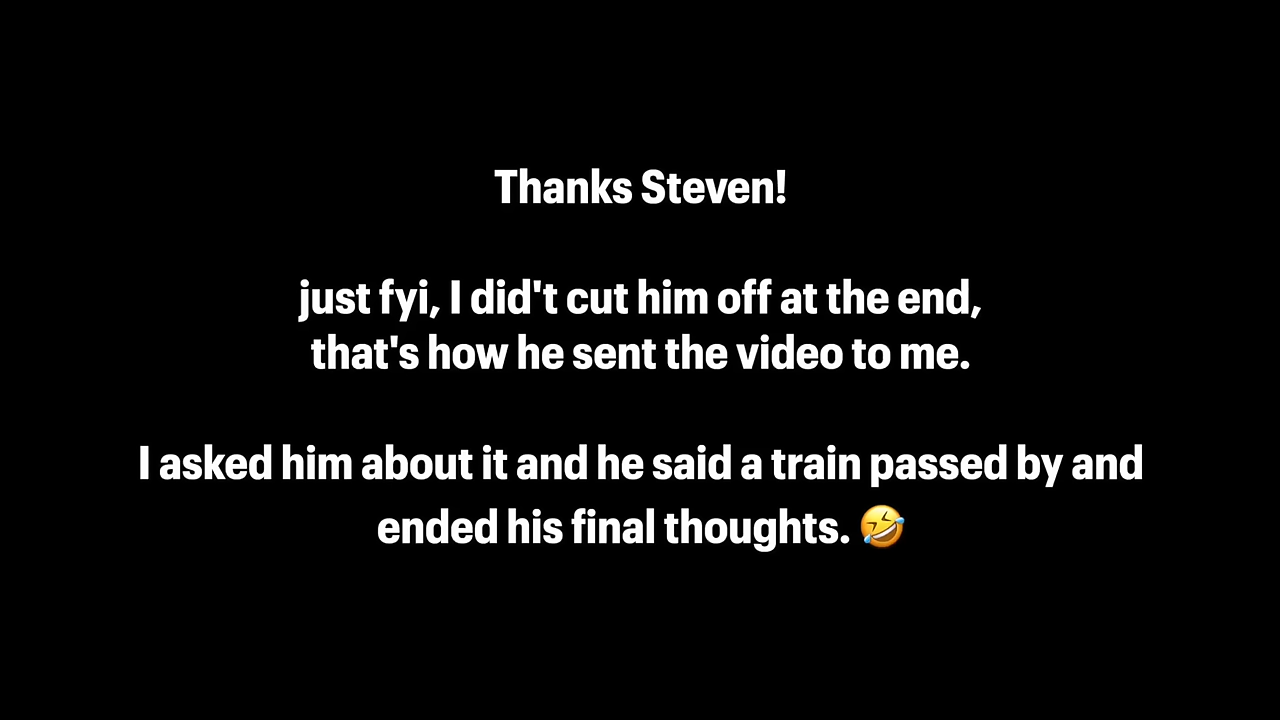 Thanks Steven!
just fyi, I did't cut him off at the end,
that's how he sent the video to me.
I asked him about it and he said a train passed by and
ended his final thoughts. 🤣